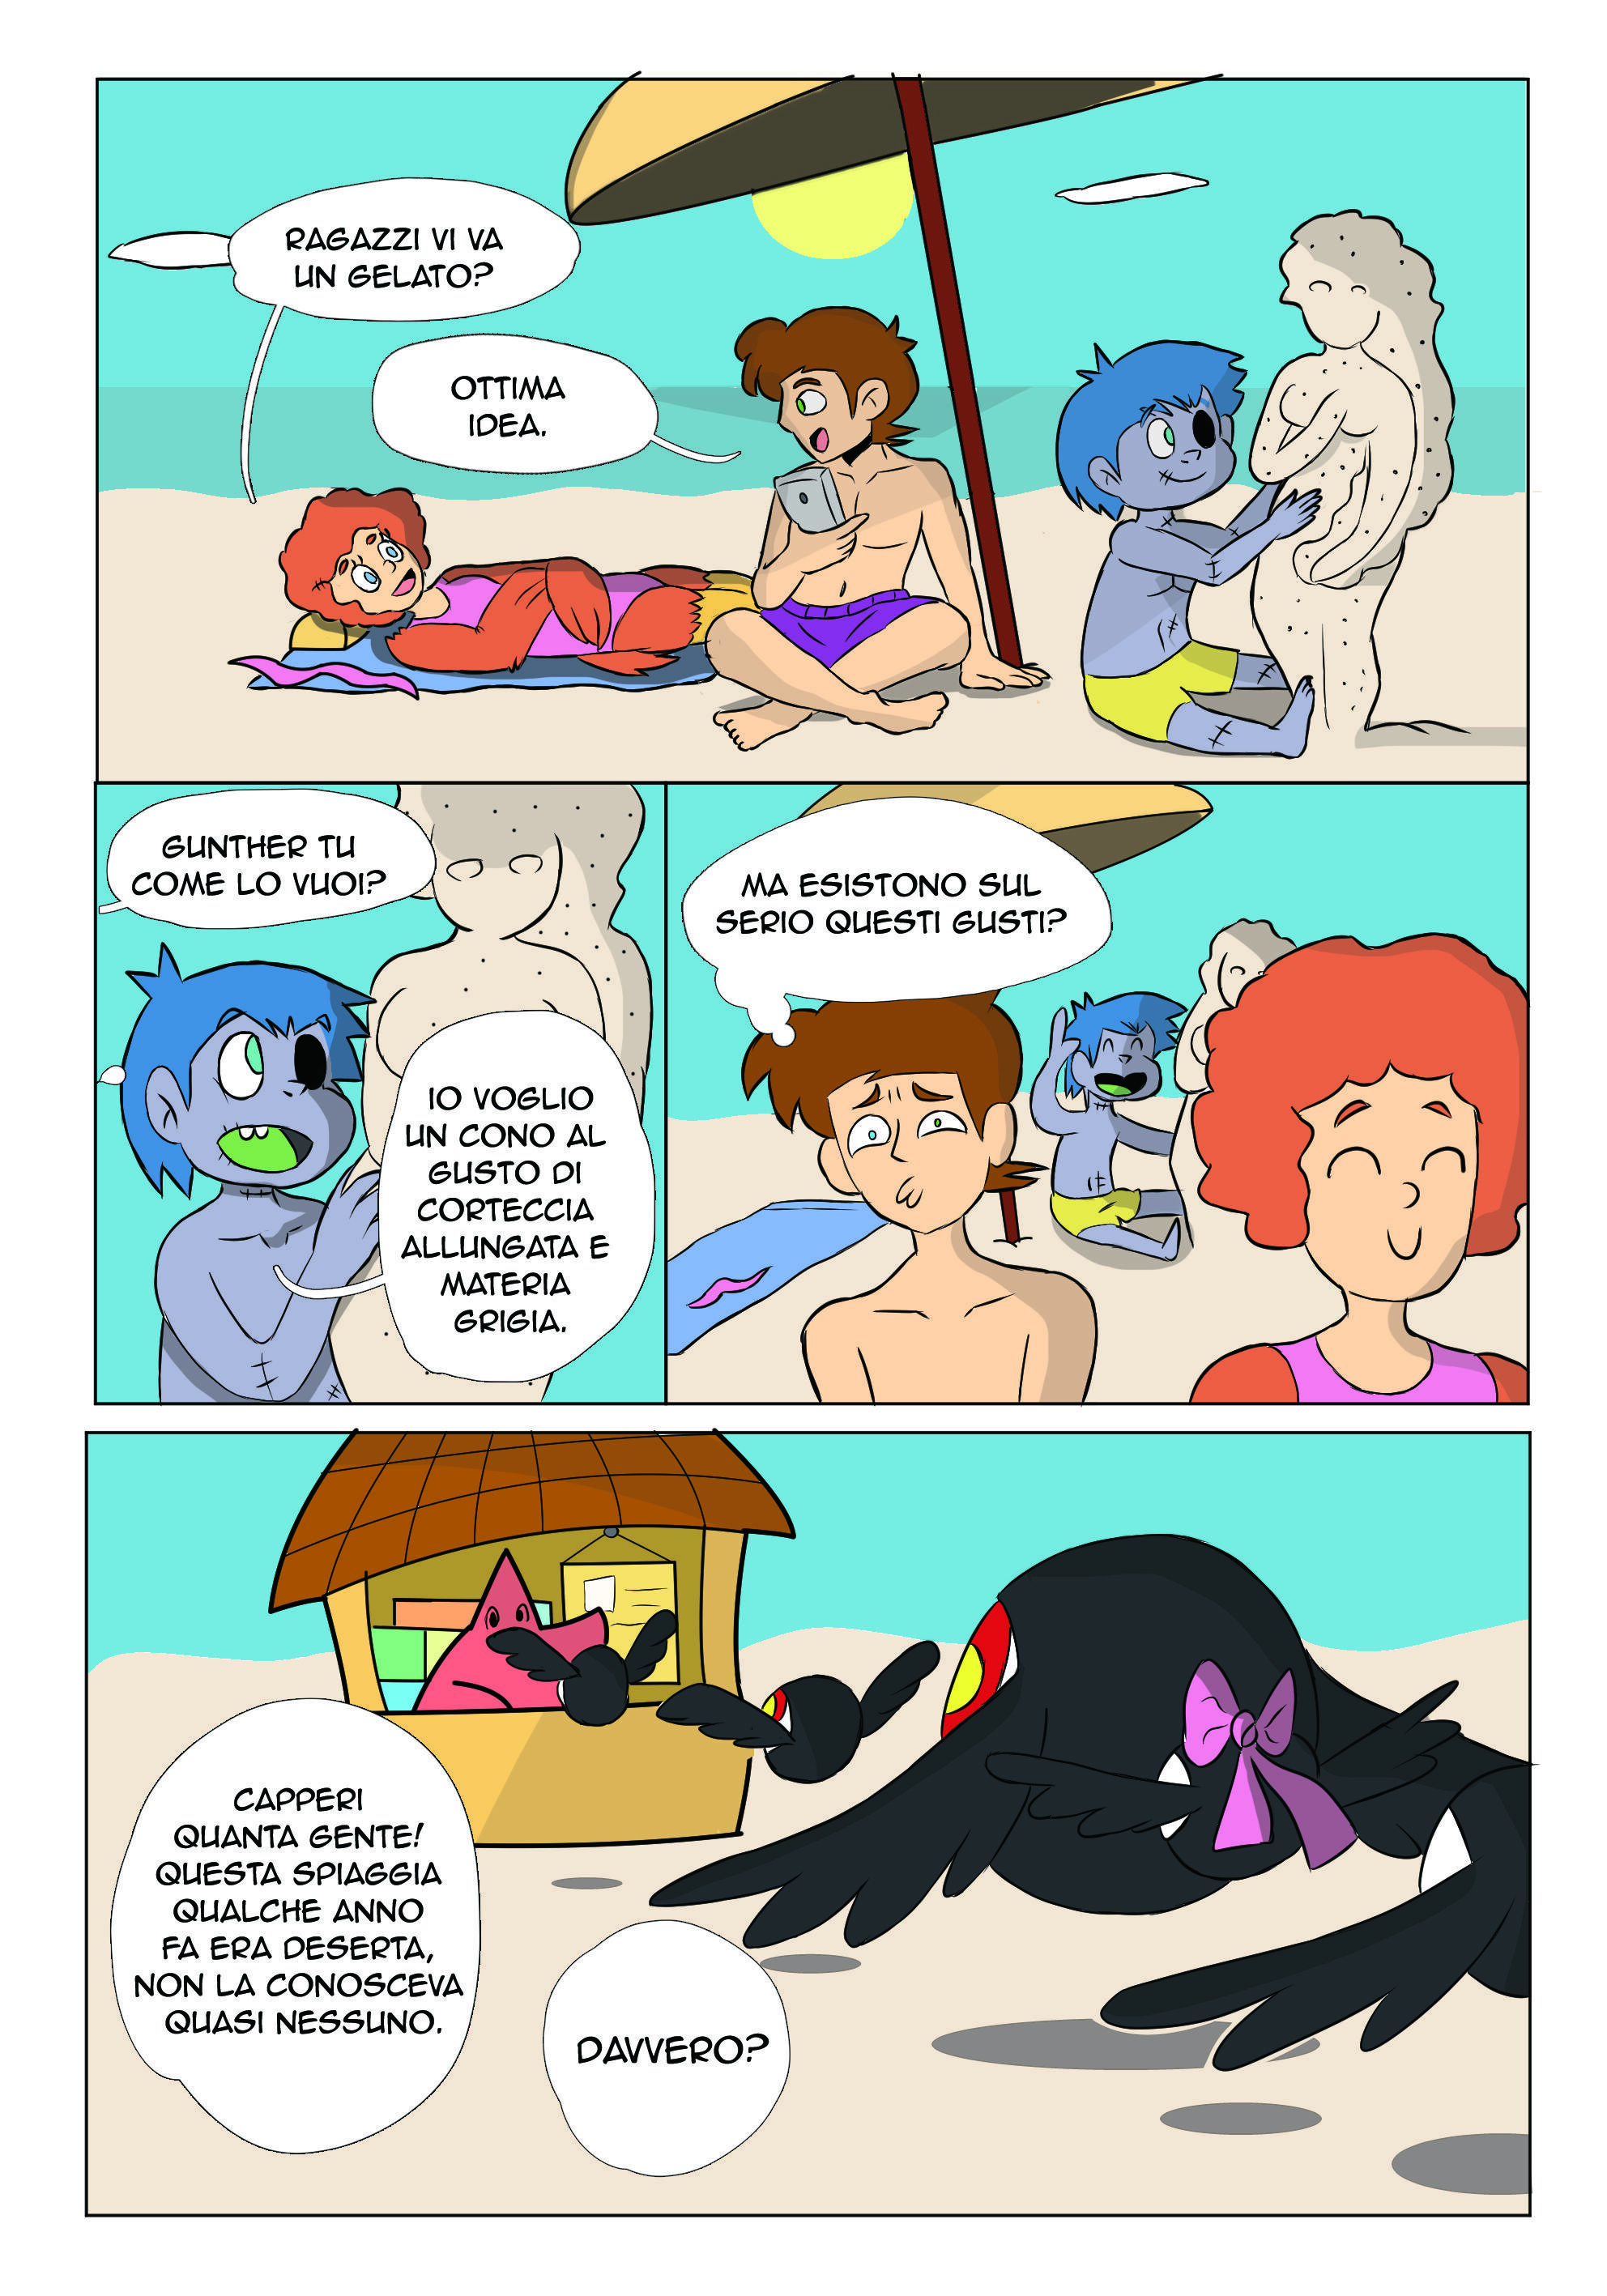 RAGAZZI VI VA
UN GELATO?
OTTIMA
IDEA.
GUNTHER TU
COME LO VUOI?
IO VOGLIO
UN CONO AL
GUSTO DI
CORTECCIA
ALLUNGATA E
MATERIA
GRIGIA.
MA ESISTONO SUL
SERIO QUESTI GUSTI?
CAPPERI
QUANTA GENTE!
QUESTA SPIAGGIA
QUALCHE ANNO
FA ERA DESERTA,
NON LA CONOSCEVA
QUASI NESSUNO.
DAVVERO?